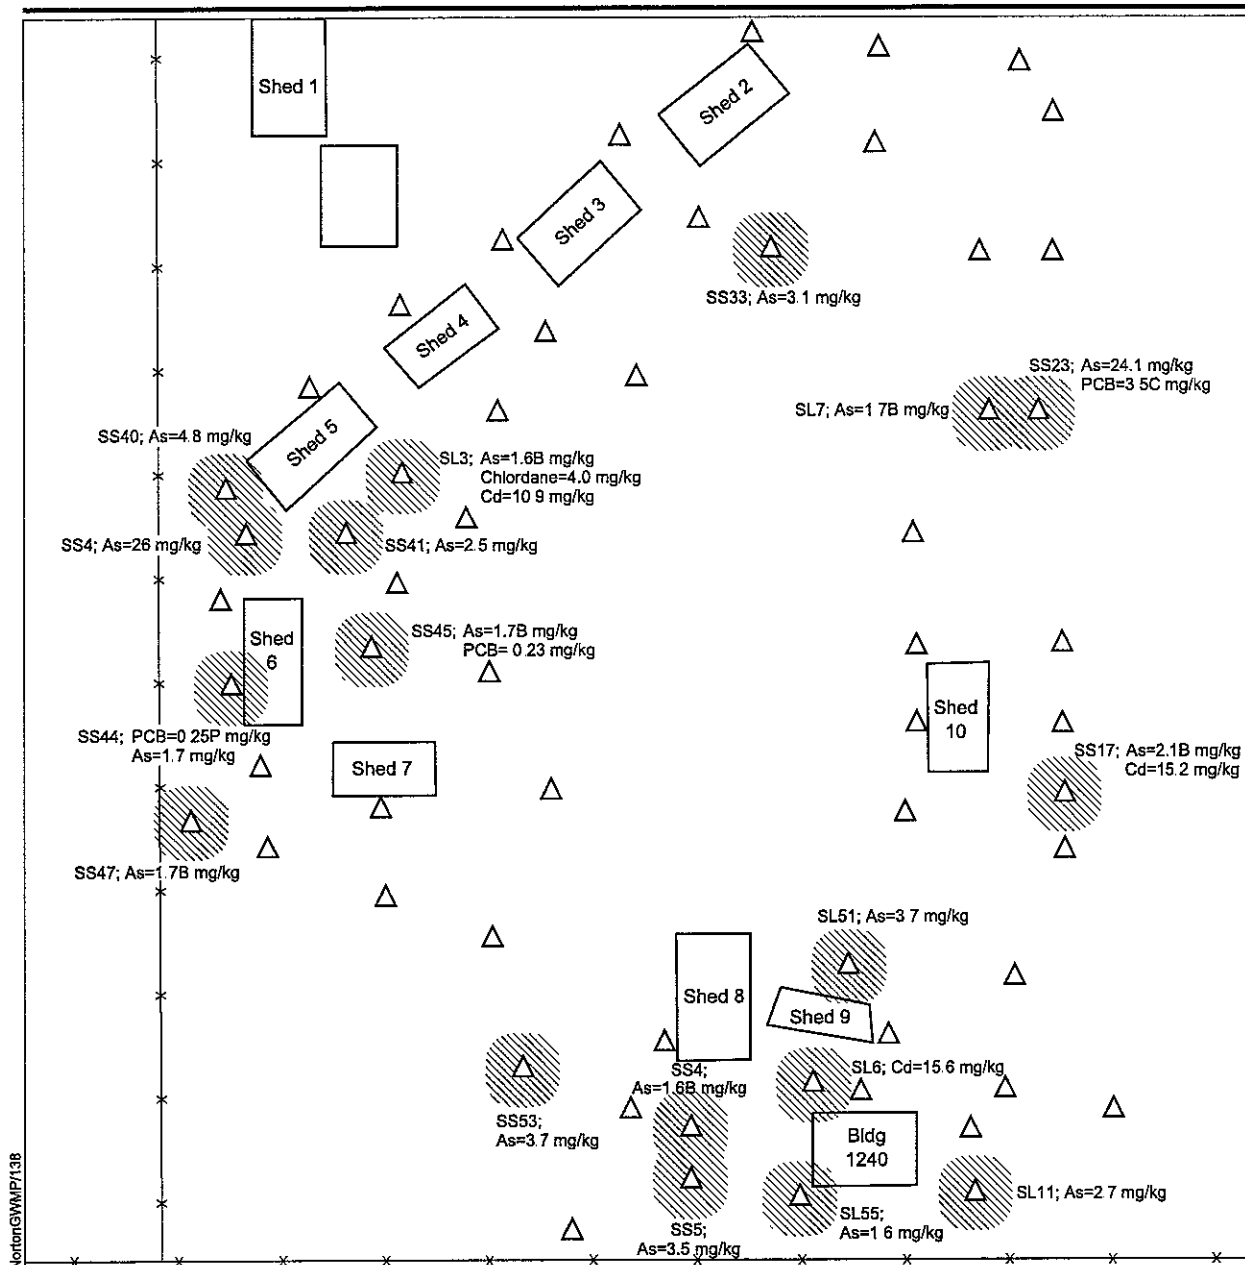 Shed 1
Shed 2
Shed 3
SS33; As=3.1 mg/kg
Shed 4
SS23; As=24.1 mg/kg
PCB=3 5C mg/kg
SL7; As=1 7B mg/kg
Shed 5
SS40; As=4.8 mg/kg
SL3; As=1.6B mg/kg
Chlordane=4.0 mg/kg
Cd=10 9 mg/kg
SS4; As=26 mg/kg
SS41; As=2.5 mg/kg
Shed
6
SS45; As=1.7B mg/kg
PCB= 0.23 mg/kg
Shed
10
SS44; PCB=0 25P mg/kg
As=1.7 mg/kg
Shed 7
SS17; As=2.1B mg/kg
Cd=15.2 mg/kg
SS47; As=1.7B mg/kg
SL51; As=3 7 mg/kg
Shed 8
Shed 9
SS4;
As=1.6B mg/kg
SL6; Cd=15.6 mg/kg
SS53;
As=3.7 mg/kg
Bldg
1240
SL11; As=2 7 mg/kg
SL55;
As=1 6 mg/kg
SS5;
As=3.5 mg/kg
NortonGWMP/138